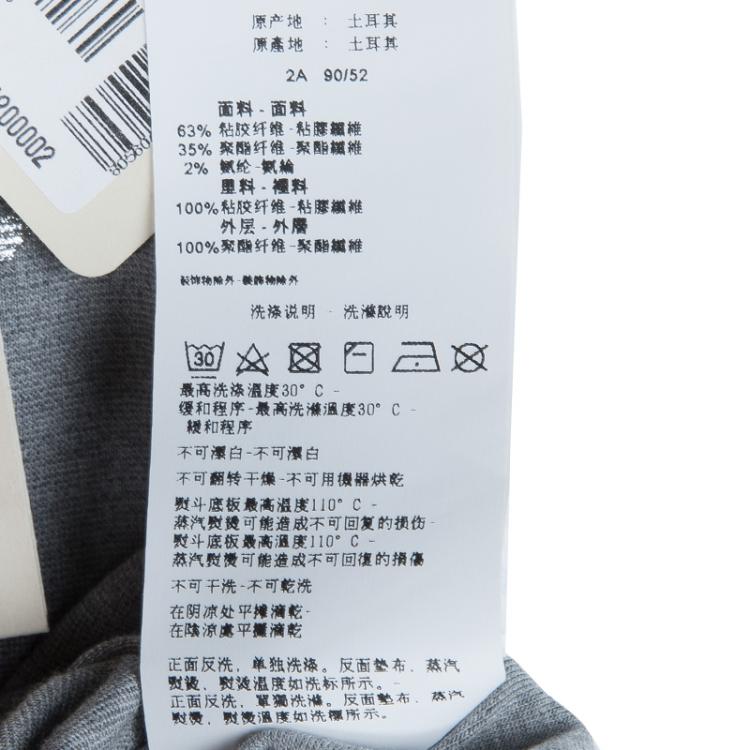 原产地 : 土耳其
原產地 : 土耳其
2A 90/52
面料 - 面料
63% 粘胶纤维-粘膠纖維
35% 聚酯纤维-聚酯纖維
2% 氨纶-氨綸
里料 - 裡料
100%粘胶纤维-粘膠纖維
外层 - 外層
100%聚酯纤维-聚酯纖維
装饰物除外-裝飾物除外
洗涤说明 - 洗滌說明
30
最高洗涤温度30° C -
缓和程序-最高洗滌溫度30° C -
緩和程序
不可漂白-不可漂白
不可翻转干燥-不可用機器烘乾
熨斗底板最高温度110° C -
蒸汽熨烫可能造成不可回复的损伤-
熨斗底板最高溫度110° C -
蒸汽熨燙可能造成不可回復的損傷
不可干洗-不可乾洗
在阴凉处平摊滴乾-
在陰涼處平攤滴乾
正面反洗，单独洗涤。反面垫布，蒸汽
熨烫，熨烫温度如洗标所示。-
正面反洗，單獨洗滌。反面墊布，蒸汽
熨燙，熨燙溫度如洗標所示。
200002